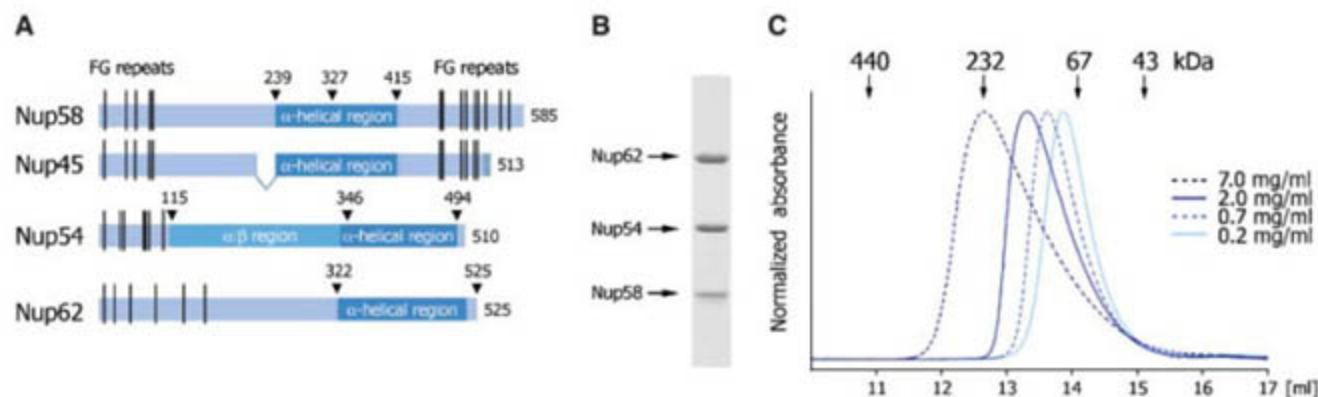 A
FG repeats
FG repeats
239 327 415
Nup58
α-helical region
585
Nup45
α-helical region
513
115 346 494
Nup54
α:β region
α-helical region
510
322 525
Nup62
α-helical region
525
B
Nup62
Nup54
Nup58
C
440 232 67 43 kDa
Normalized absorbance
7.0 mg/ml
2.0 mg/ml
0.7 mg/ml
0.2 mg/ml
11 12 13 14 15 16 17 [ml]